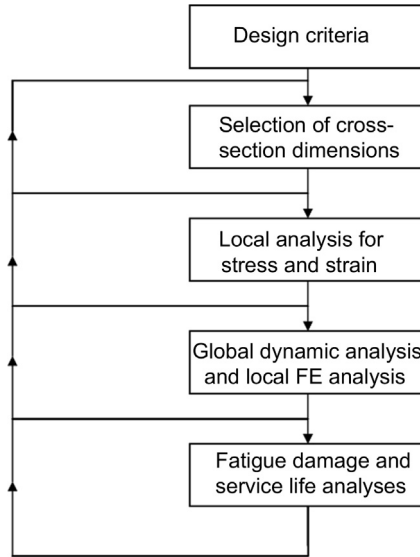 Design criteria
Selection of cross-
section dimensions
Local analysis for
stress and strain
Global dynamic analysis
and local FE analysis
Fatigue damage and
service life analyses